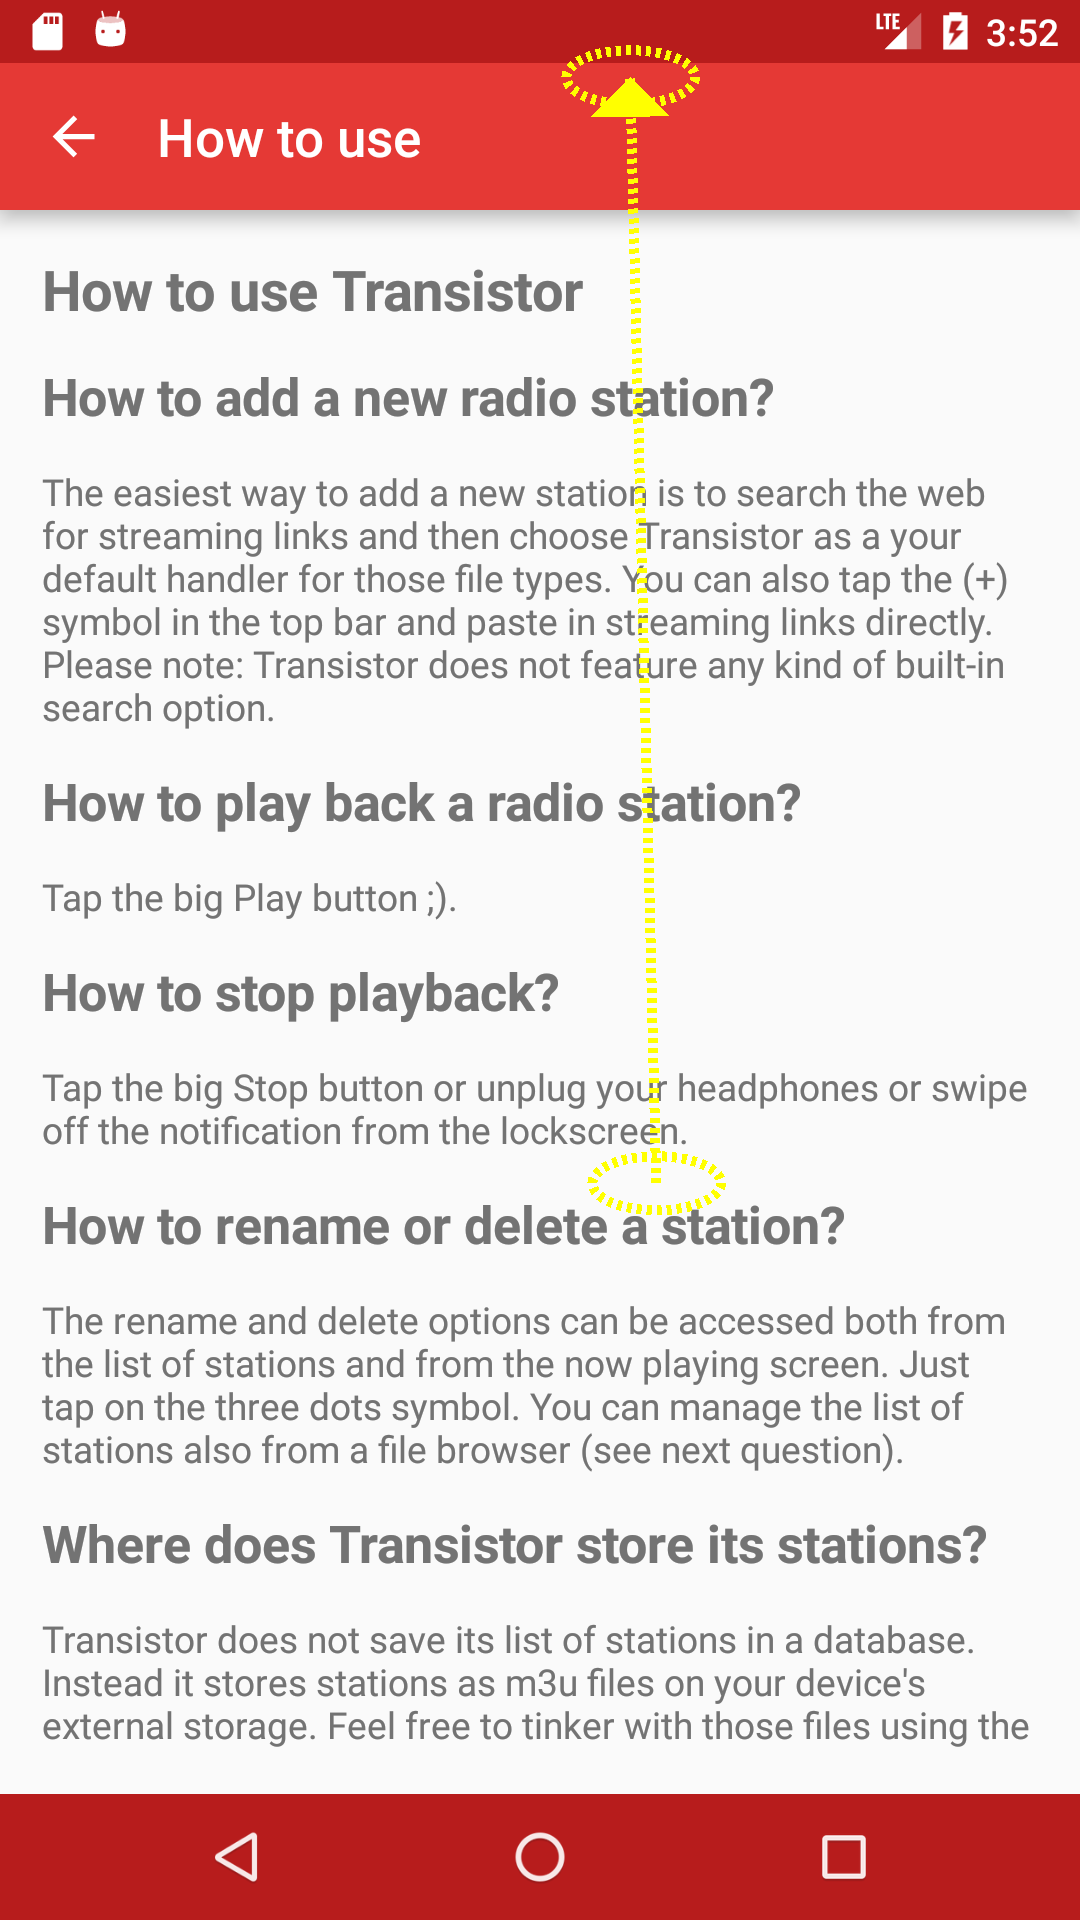 LTE 3:52
How to use
How to use Transistor
How to add a new radio station?
The easiest way to add a new station is to search the web
for streaming links and then choose Transistor as a your
default handler for those file types. You can also tap the (+)
symbol in the top bar and paste in streaming links directly.
Please note: Transistor does not feature any kind of built-in
search option.
How to play back a radio station?
Tap the big Play button ;).
How to stop playback?
Tap the big Stop button or unplug your headphones or swipe
off the notification from the lockscreen.
How to rename or delete a station?
The rename and delete options can be accessed both from
the list of stations and from the now playing screen. Just
tap on the three dots symbol. You can manage the list of
stations also from a file browser (see next question).
Where does Transistor store its stations?
Transistor does not save its list of stations in a database.
Instead it stores stations as m3u files on your device's
external storage. Feel free to tinker with those files using the